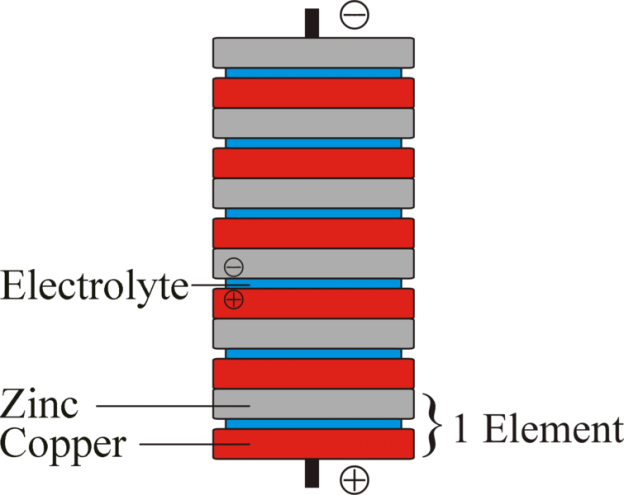 ⊖
⊖
Electrolyte
⊕
Zinc
Copper
1 Element
⊕